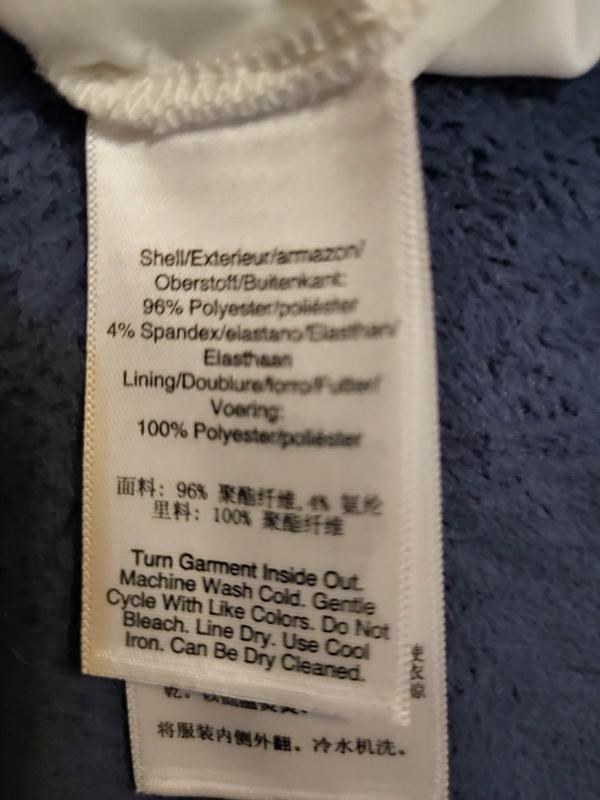 Shell/Exterieur/armazon/
Oberstoff/Buitenkant:
96% Polyester/poliéster
4% Spandex/elastano/Elasthan/
Elasthaan
Lining/Doublure/forro/Futter/
Voering:
100% Polyester/poliéster
面料: 96% 聚酯纤维, 4% 氨纶
里料: 100% 聚酯纤维
Turn Garment Inside Out.
Machine Wash Cold. Gentle
Cycle With Like Colors. Do Not
Bleach. Line Dry. Use Cool
Iron. Can Be Dry Cleaned.
将服装内侧外翻。冷水机洗。